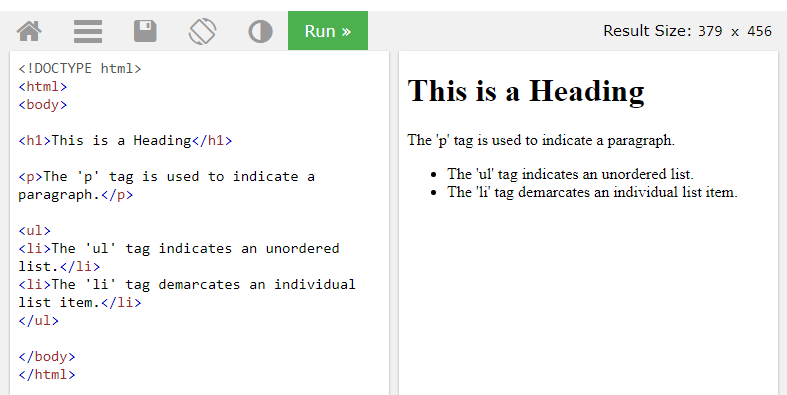 Run »
Result Size: 379 x 456
<!DOCTYPE html>
<html>
<body>
<h1>This is a Heading</h1>
<p>The 'p' tag is used to indicate a
paragraph.</p>
<ul>
<li>The 'ul' tag indicates an unordered
list.</li>
<li>The 'li' tag demarcates an individual
list item.</li>
</ul>
</body>
</html>
This is a Heading
The 'p' tag is used to indicate a paragraph.
• The 'ul' tag indicates an unordered list.
• The 'li' tag demarcates an individual list item.